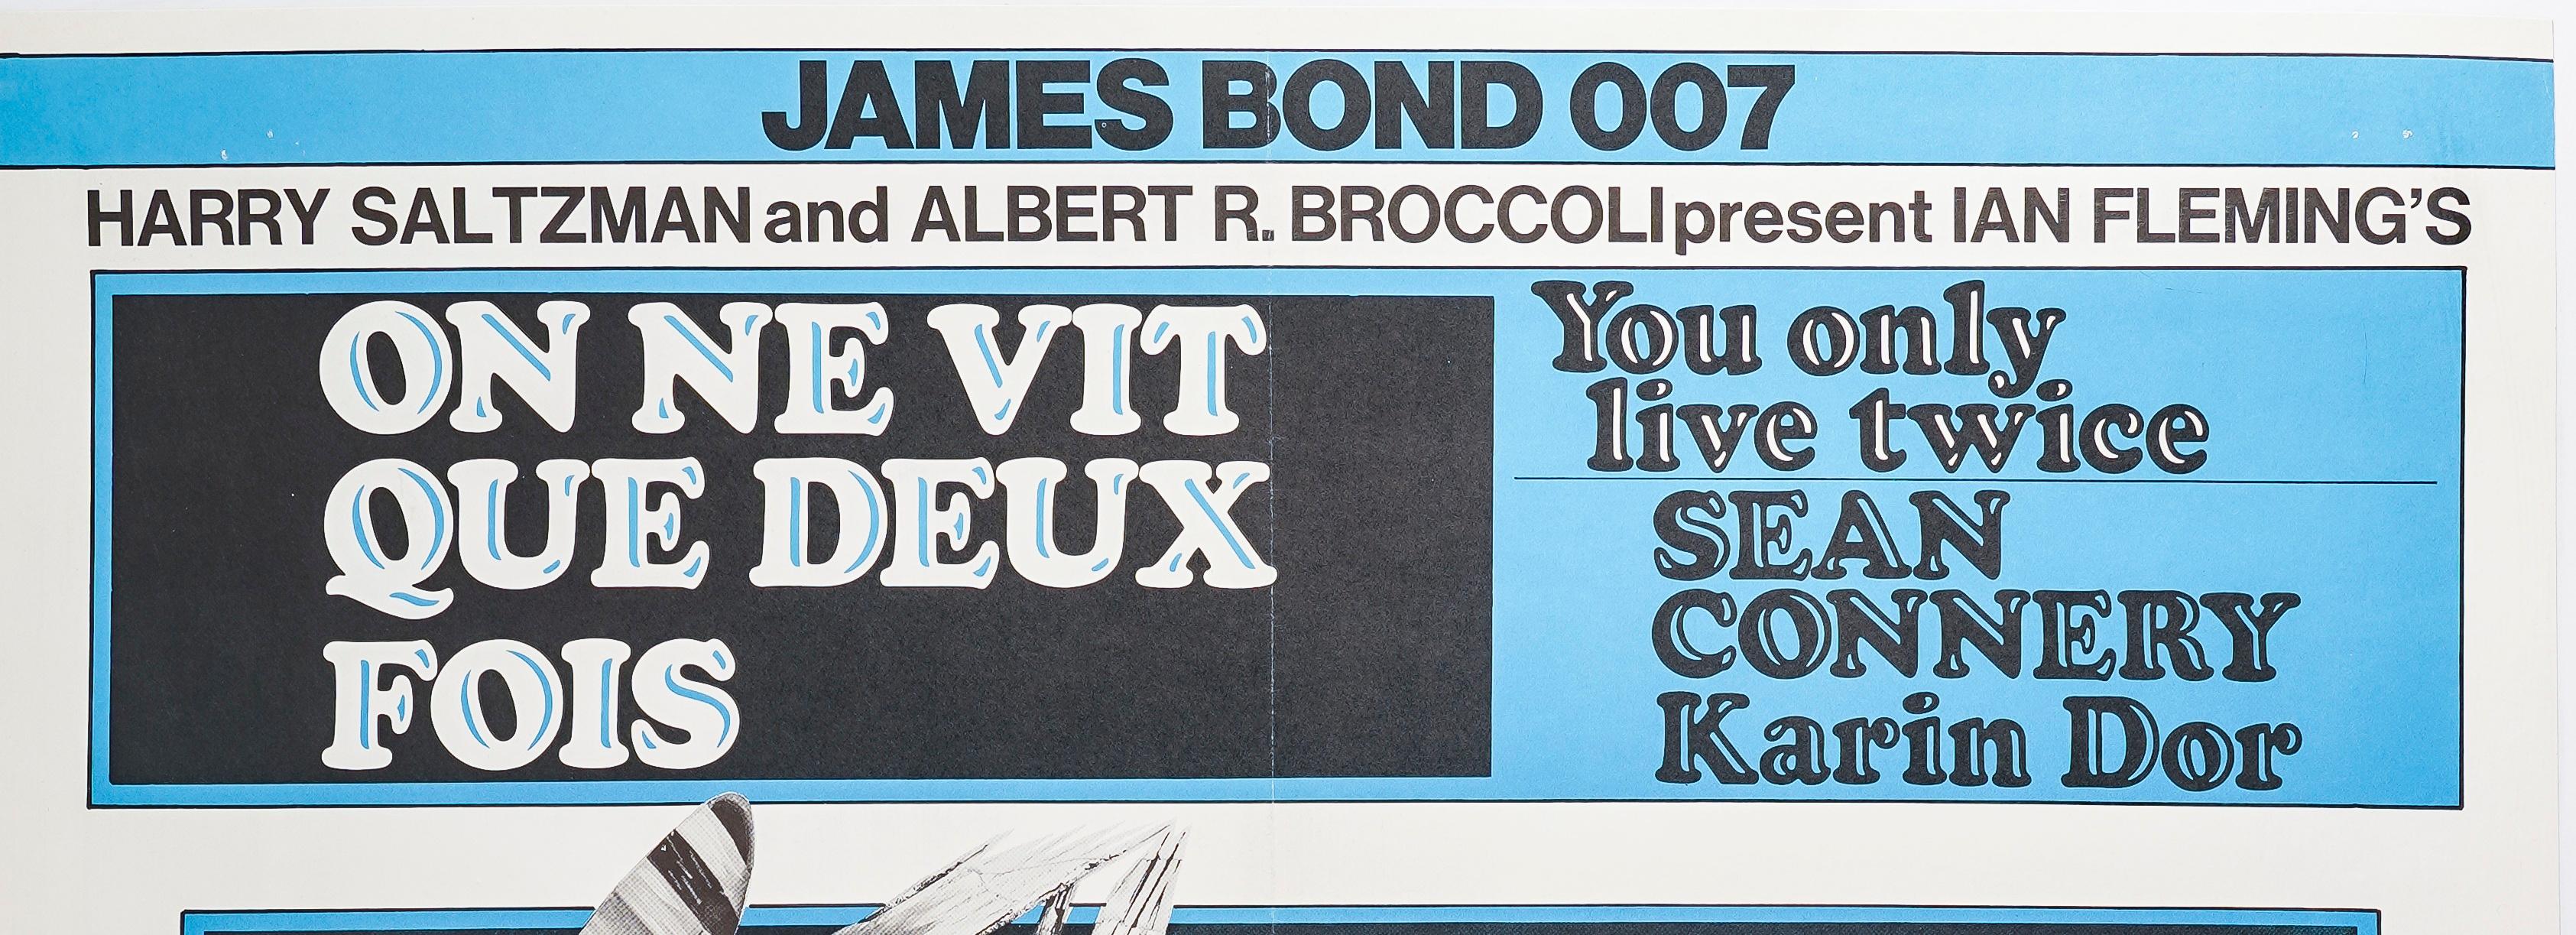 JAMES BOND 007
HARRY SALTZMAN and ALBERT R. BROCCOLI present IAN FLEMING'S
ON NE VIT
QUE DEUX
FOIS
You only
live twice
SEAN
CONNERY
Karin Dor